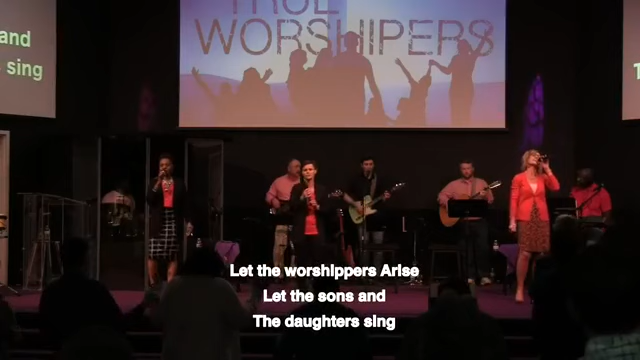 TRUE
WORSHIPERS
and
sing
Let the worshippers Arise
Let the sons and
The daughters sing